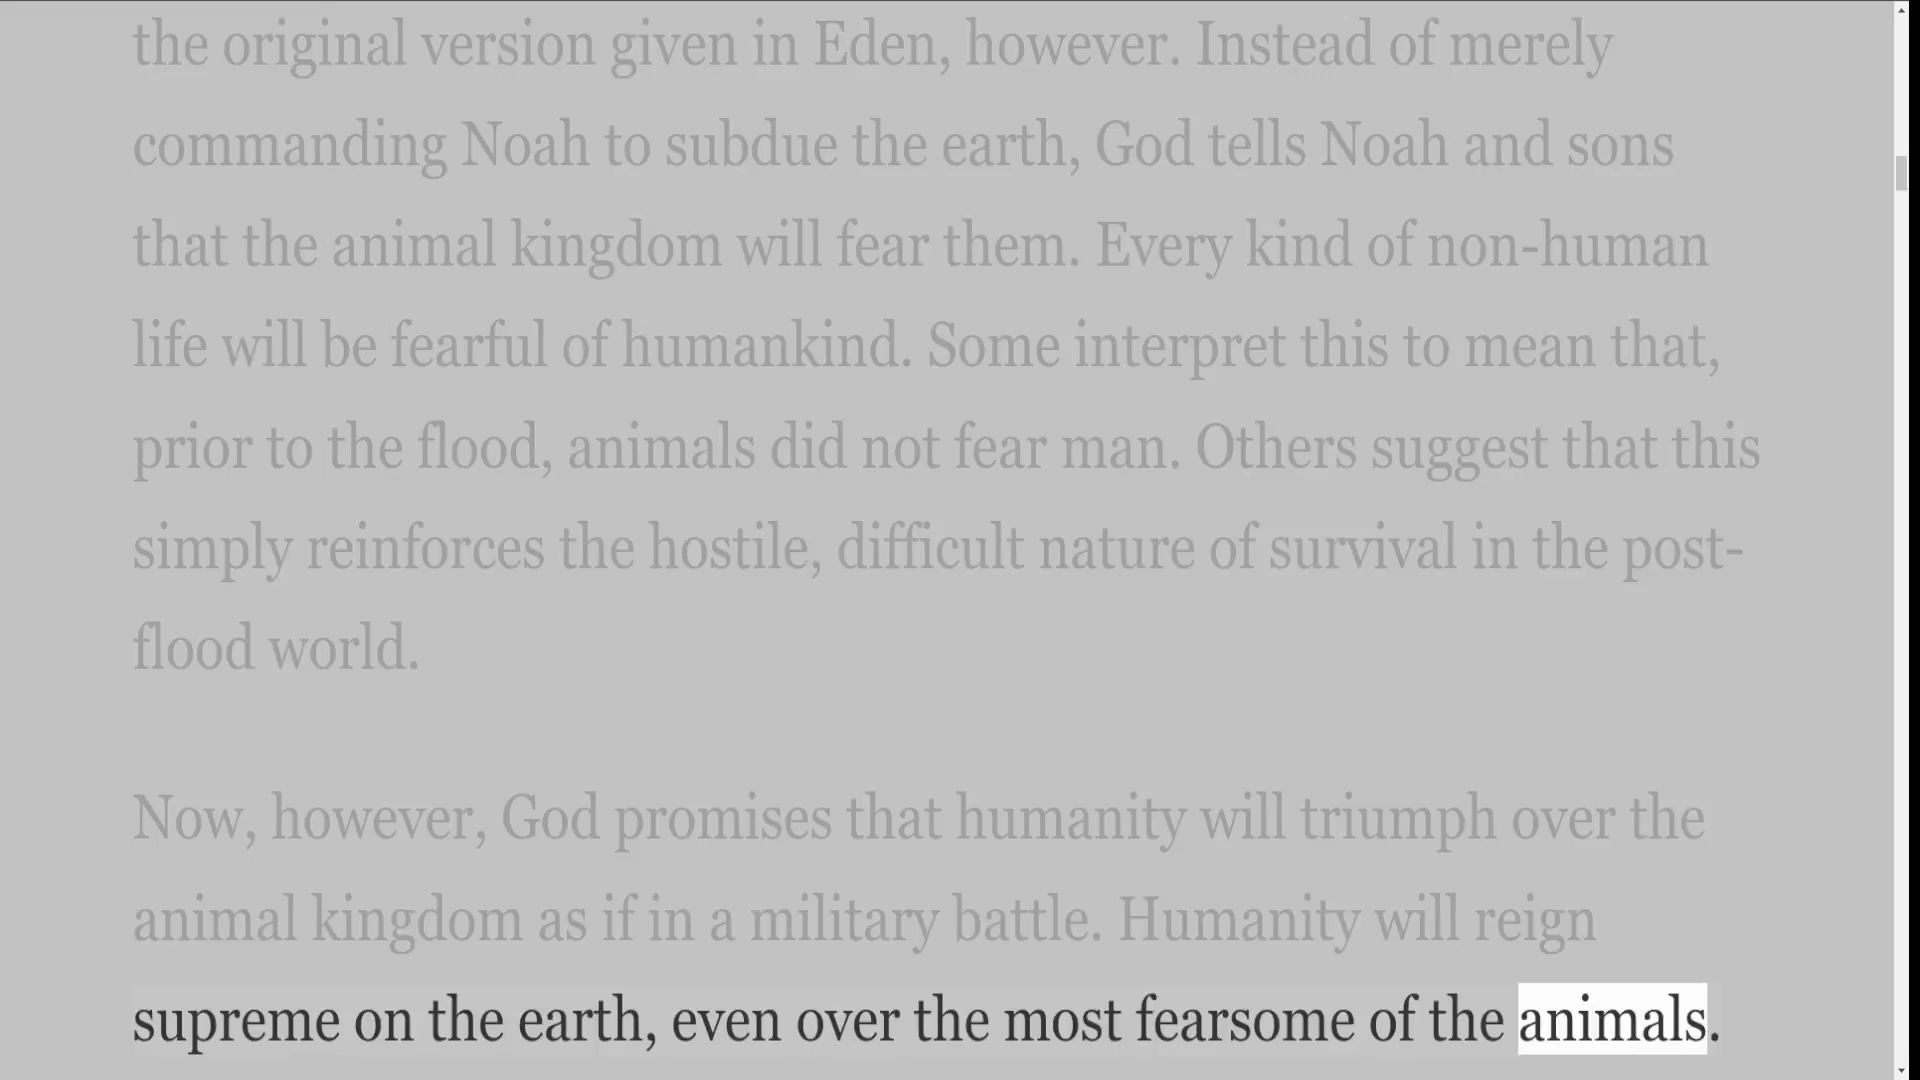 the original version given in Eden, however. Instead of merely
commanding Noah to subdue the earth, God tells Noah and sons
that the animal kingdom will fear them. Every kind of non-human
life will be fearful of humankind. Some interpret this to mean that,
prior to the flood, animals did not fear man. Others suggest that this
simply reinforces the hostile, difficult nature of survival in the post-
flood world.
Now, however, God promises that humanity will triumph over the
animal kingdom as if in a military battle. Humanity will reign
supreme on the earth, even over the most fearsome of the animals.